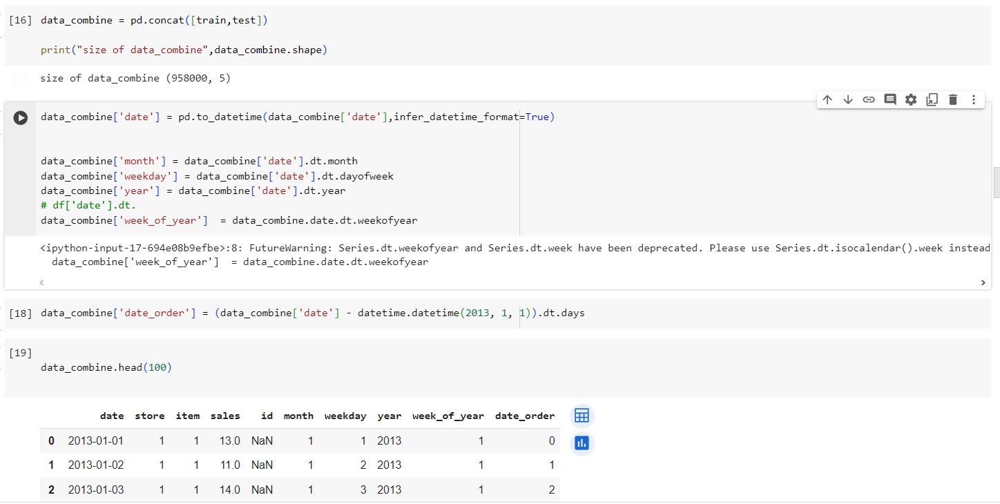 [16] data_combine = pd.concat([train,test])
print("size of data_combine",data_combine.shape)
size of data_combine (958000, 5)
data_combine['date'] = pd.to_datetime(data_combine['date'],infer_datetime_format=True)
data_combine['month'] = data_combine['date'].dt.month
data_combine['weekday'] = data_combine['date'].dt.dayofweek
data_combine['year'] = data_combine['date'].dt.year
# df['date'].dt.
data_combine['week_of_year']  = data_combine.date.dt.weekofyear
<ipython-input-17-694e08b9efbe>:8: FutureWarning: Series.dt.weekofyear and Series.dt.week have been deprecated. Please use Series.dt.isocalendar().week instead
  data_combine['week_of_year']  = data_combine.date.dt.weekofyear
[18] data_combine['date_order'] = (data_combine['date'] - datetime.datetime(2013, 1, 1)).dt.days
[19]
data_combine.head(100)
date store item sales id month weekday year week_of_year date_order
0 2013-01-01 1 1 13.0 NaN 1 1 2013 1 0
1 2013-01-02 1 1 11.0 NaN 1 2 2013 1 1
2 2013-01-03 1 1 14.0 NaN 1 3 2013 1 2